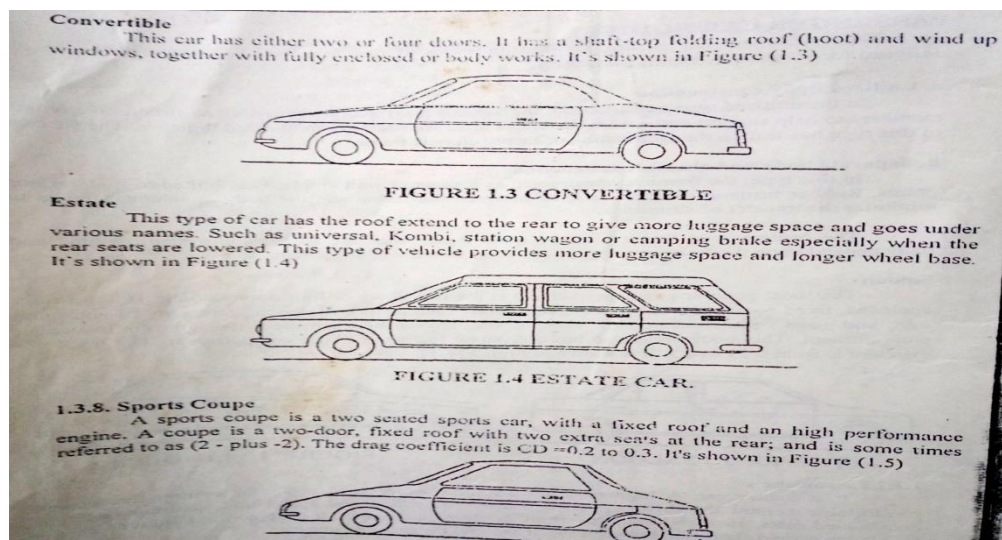 Convertible
This car has either two or four doors. It has a shaft-top folding roof (hoot) and wind up
windows, together with fully enclosed or body works. It's shown in Figure (1.3)
FIGURE 1.3 CONVERTIBLE
Estate
This type of car has the roof extend to the rear to give more luggage space and goes under
various names. Such as universal, Kombi, station wagon or camping brake especially when the
rear seats are lowered. This type of vehicle provides more luggage space and longer wheel base.
It's shown in Figure (1.4)
FIGURE 1.4 ESTATE CAR.
1.3.8. Sports Coupe
A sports coupe is a two seated sports car, with a fixed roof and an high performance
engine. A coupe is a two-door, fixed roof with two extra sea's at the rear; and is some times
referred to as (2 - plus -2). The drag coefficient is CD =0.2 to 0.3. It's shown in Figure (1.5)